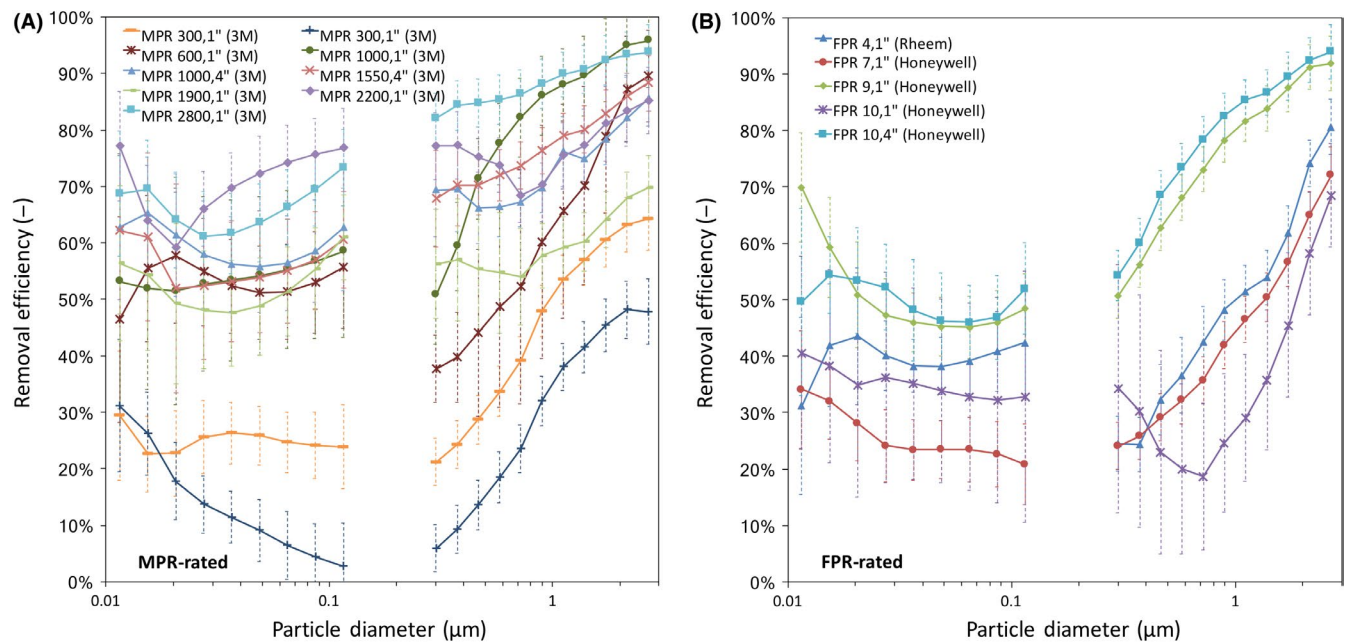 (A)
100%
90%
80%
70%
60%
50%
40%
30%
20%
10%
0%
Removal efficiency (–)
MPR 300,1" (3M)
MPR 300,1" (3M)
MPR 600,1" (3M)
MPR 1000,1" (3M)
MPR 1000,4" (3M)
MPR 1550,4" (3M)
MPR 1900,1" (3M)
MPR 2200,1" (3M)
MPR 2800,1" (3M)
MPR-rated
0.01
0.1
1
Particle diameter (µm)
(B)
100%
90%
80%
70%
60%
50%
40%
30%
20%
10%
0%
Removal efficiency (–)
FPR 4,1" (Rheem)
FPR 7,1" (Honeywell)
FPR 9,1" (Honeywell)
FPR 10,1" (Honeywell)
FPR 10,4" (Honeywell)
FPR-rated
0.01
0.1
1
Particle diameter (µm)